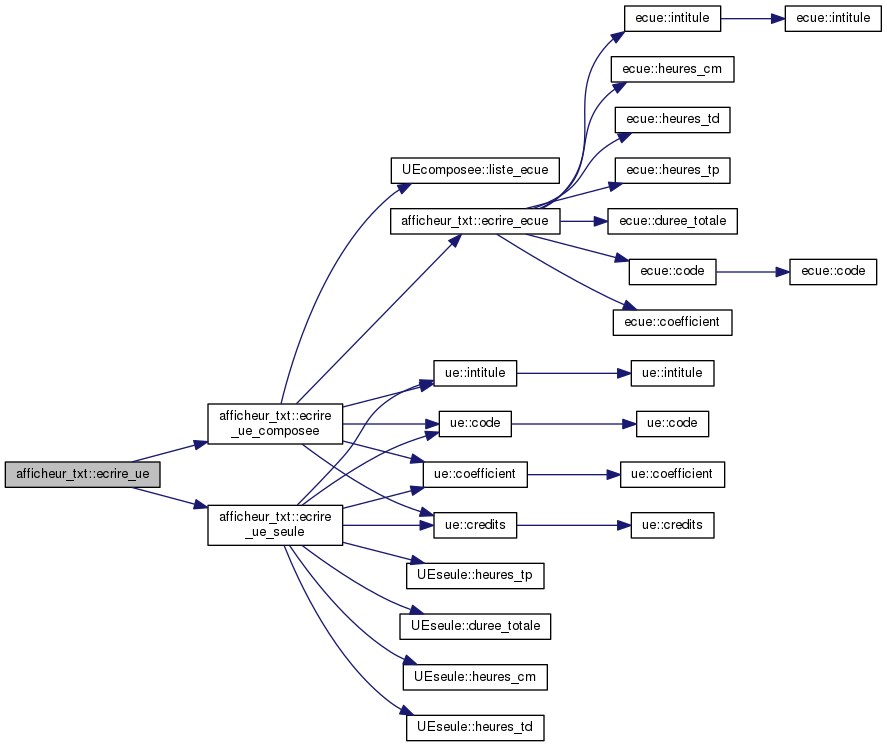 ecue::intitule
ecue::intitule
ecue::heures_cm
ecue::heures_td
UEcomposee::liste_ecue
ecue::heures_tp
afficheur_txt::ecrire_ecue
ecue::duree_totale
ecue::code
ecue::code
ecue::coefficient
ue::intitule
ue::intitule
afficheur_txt::ecrire
_ue_composee
ue::code
ue::code
afficheur_txt::ecrire_ue
ue::coefficient
ue::coefficient
afficheur_txt::ecrire
_ue_seule
ue::credits
ue::credits
UEseule::heures_tp
UEseule::duree_totale
UEseule::heures_cm
UEseule::heures_td